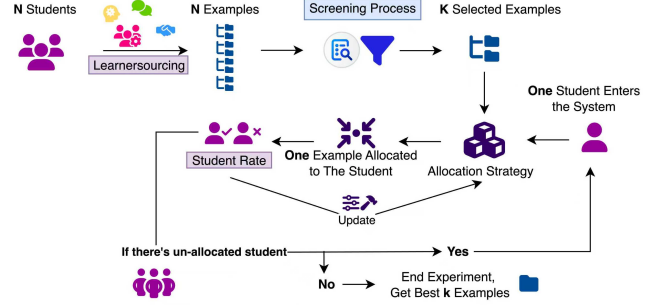 N Students
N Examples
Screening Process
K Selected Examples
Learnersourcing
One Student Enters
the System
Student Rate
One Example Allocated
to The Student
Allocation Strategy
Update
If there's un-allocated student
Yes
No
End Experiment,
Get Best k Examples